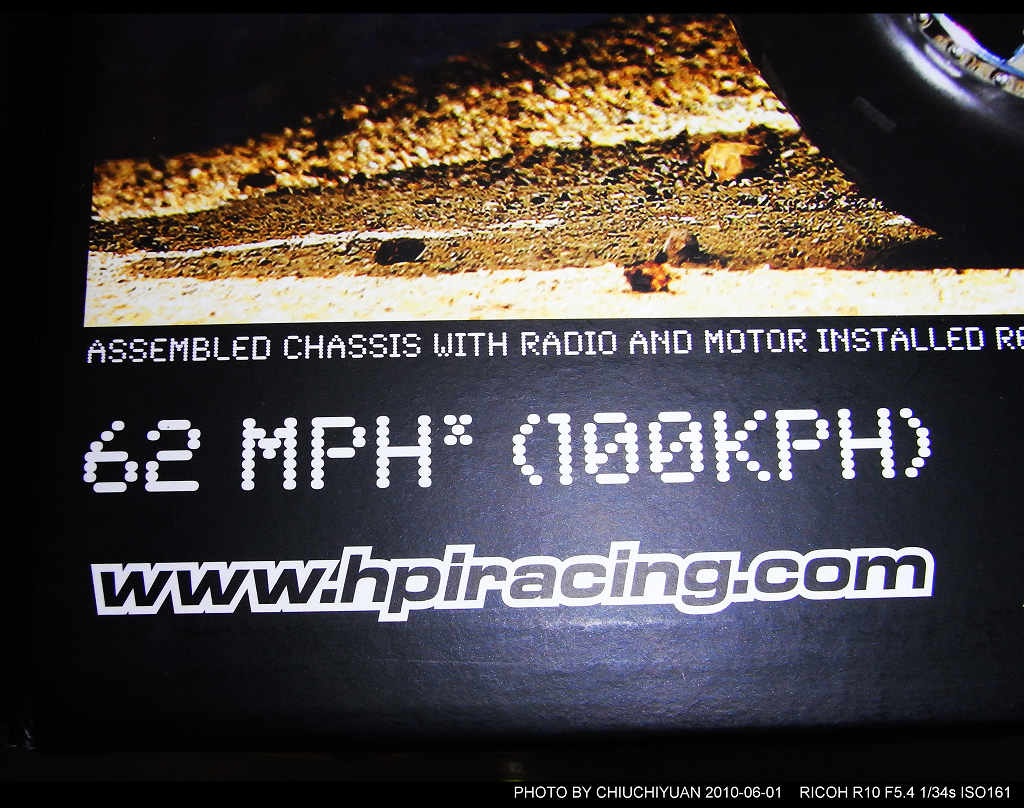 ASSEMBLED CHASSIS WITH RADIO AND MOTOR INSTALLED
62 MPH* (100KPH)
www.hpiracing.com
PHOTO BY CHIUCHIYUAN 2010-06-01 RICOH R10 F5.4 1/34s ISO161